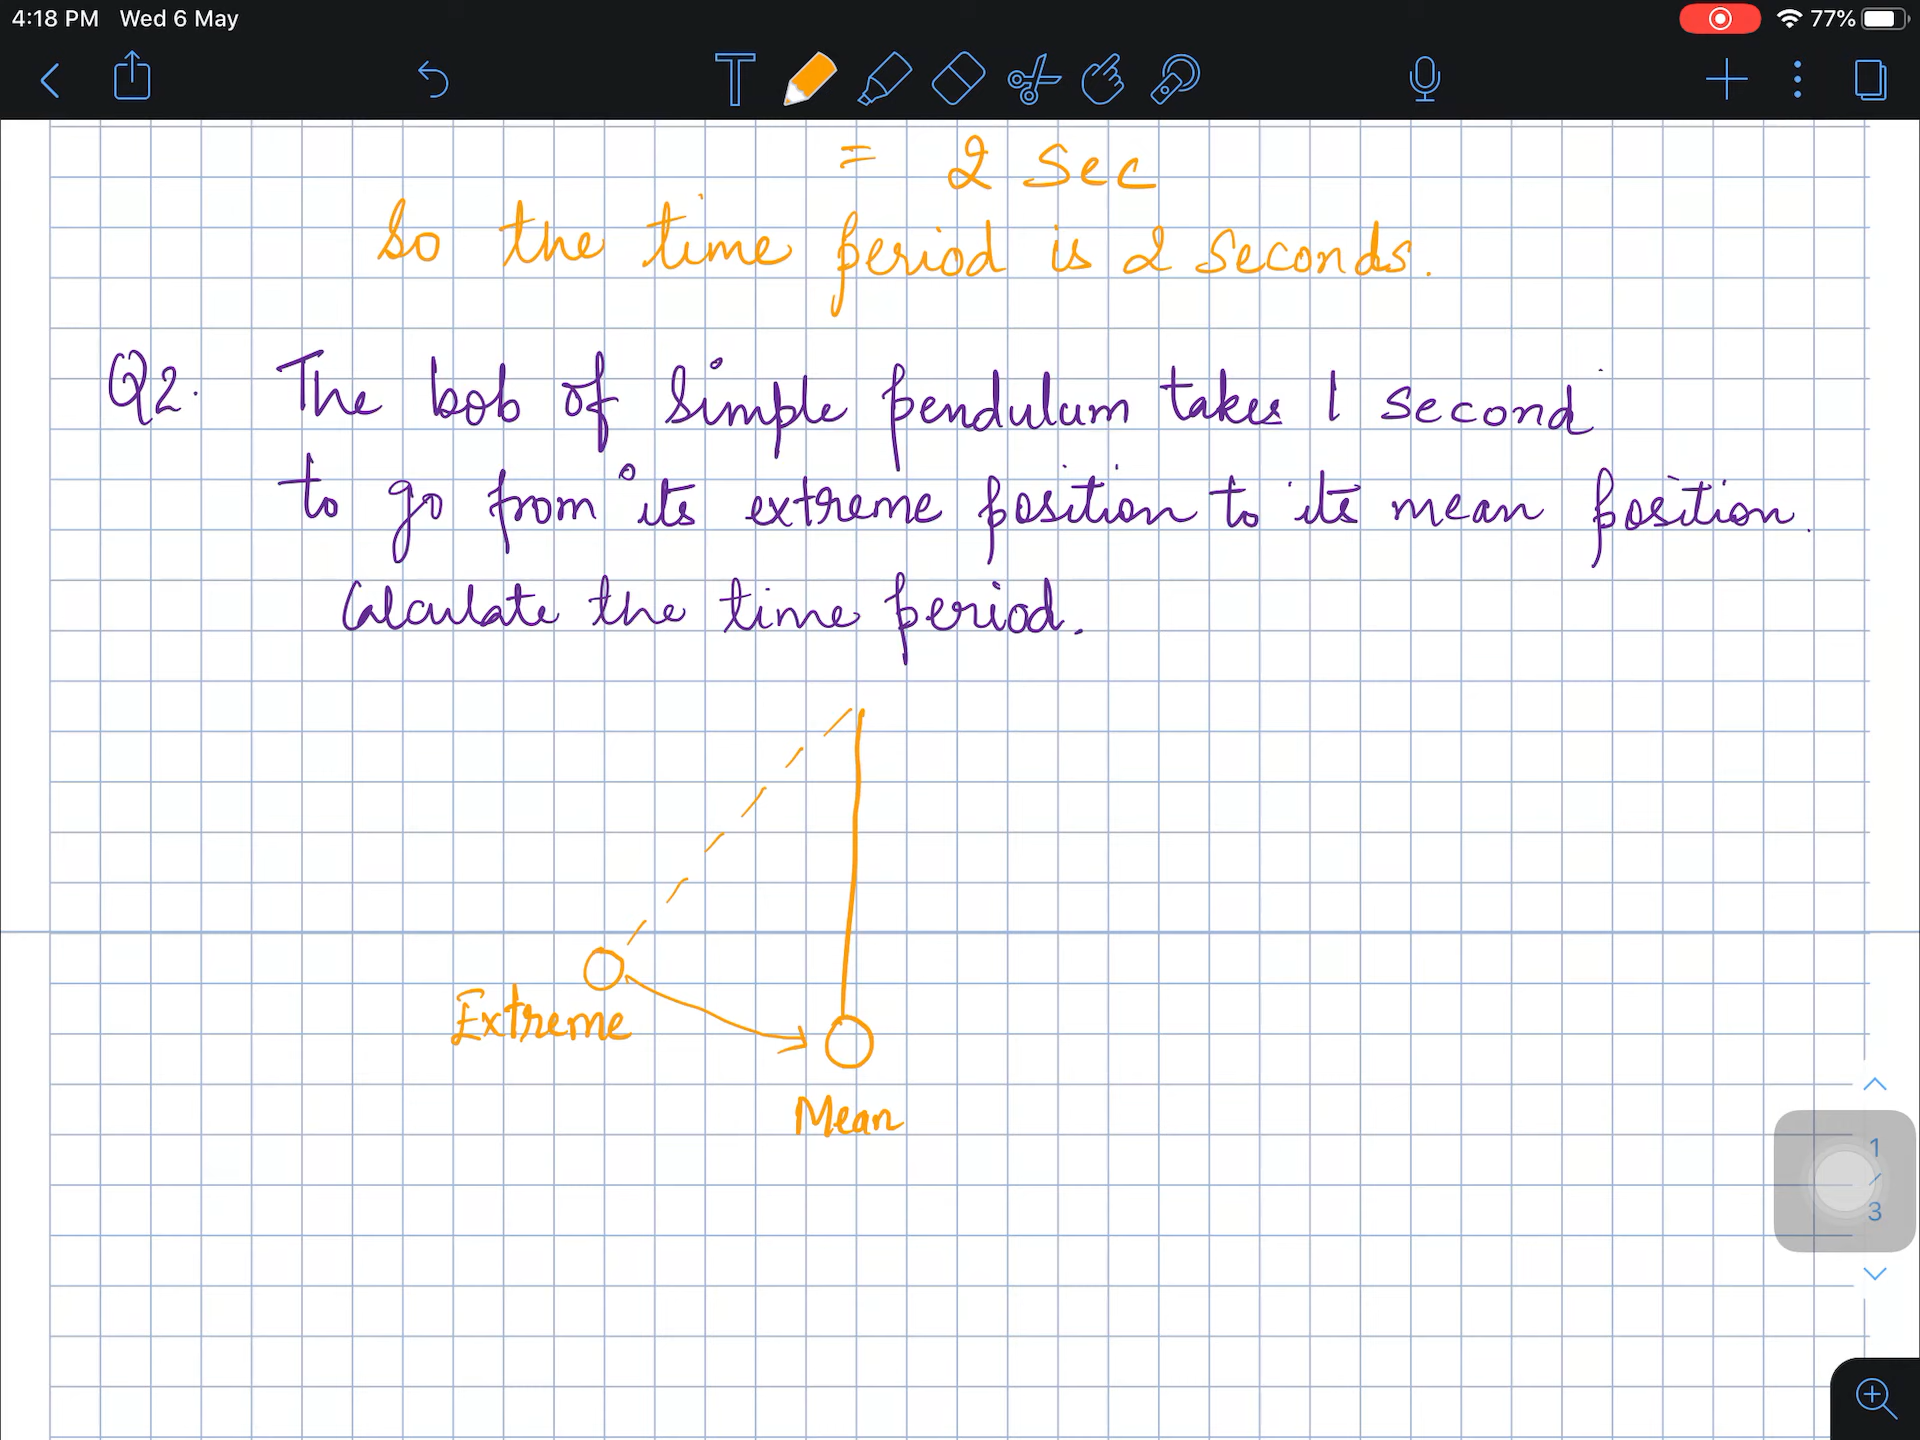 4:18 PM Wed 6 May
77%
= 2 sec
So the time period is 2 seconds.
Q2. The bob of simple pendulum takes 1 second
to go from its extreme position to its mean position.
Calculate the time period.
Extreme
Mean
1
/
3